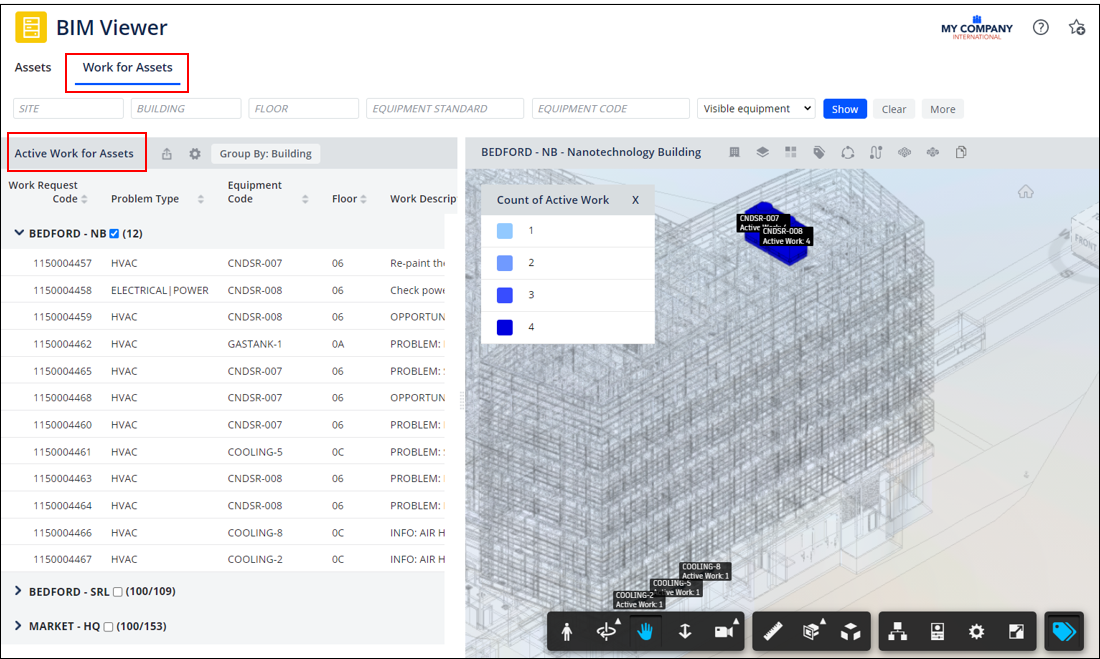 BIM Viewer
MY COMPANY
INTERNATIONAL
Assets
Work for Assets
SITE
BUILDING
FLOOR
EQUIPMENT STANDARD
EQUIPMENT CODE
Visible equipment
Show
Clear
More
Active Work for Assets
Group By: Building
Work Request Code
Problem Type
Equipment Code
Floor
Work Descrip
BEDFORD - NB (12)
1150004457 HVAC CNDSR-007 06 Re-paint the
1150004458 ELECTRICAL|POWER CNDSR-008 06 Check powe
1150004459 HVAC CNDSR-008 06 OPPORTUN
1150004462 HVAC GASTANK-1 0A PROBLEM:
1150004465 HVAC CNDSR-007 06 PROBLEM: S
1150004468 HVAC CNDSR-007 06 OPPORTUN
1150004460 HVAC CNDSR-007 06 PROBLEM:
1150004461 HVAC COOLING-5 0C PROBLEM: S
1150004463 HVAC CNDSR-008 06 PROBLEM:
1150004464 HVAC CNDSR-008 06 PROBLEM:
1150004466 HVAC COOLING-8 0C INFO: AIR H
1150004467 HVAC COOLING-2 0C INFO: AIR H
BEDFORD - SRL (100/109)
MARKET - HQ (100/153)
BEDFORD - NB - Nanotechnology Building
Count of Active Work X
1
2
3
4
CNDSR-007
Active
CNDSR-008
Active Work: 4
FRONT
COOLING-8
Active Work: 1
COOLING-5
Active Work: 1
COOLING-2
Active Work: 1